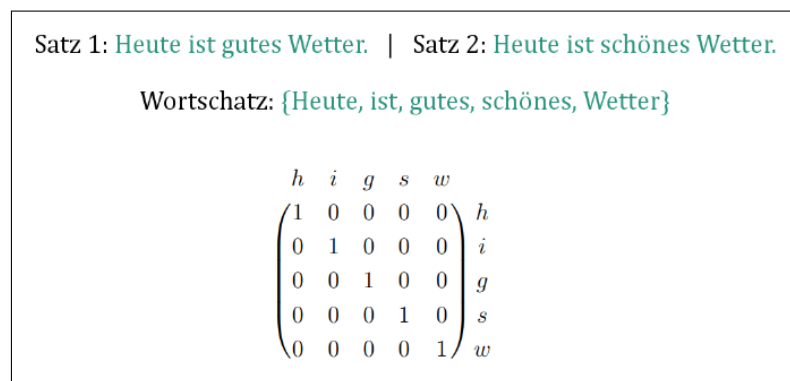 Satz 1: Heute ist gutes Wetter. | Satz 2: Heute ist schönes Wetter.
Wortschatz: {Heute, ist, gutes, schönes, Wetter}
h i g s w
1 0 0 0 0 h
0 1 0 0 0 i
0 0 1 0 0 g
0 0 0 1 0 s
0 0 0 0 1 w